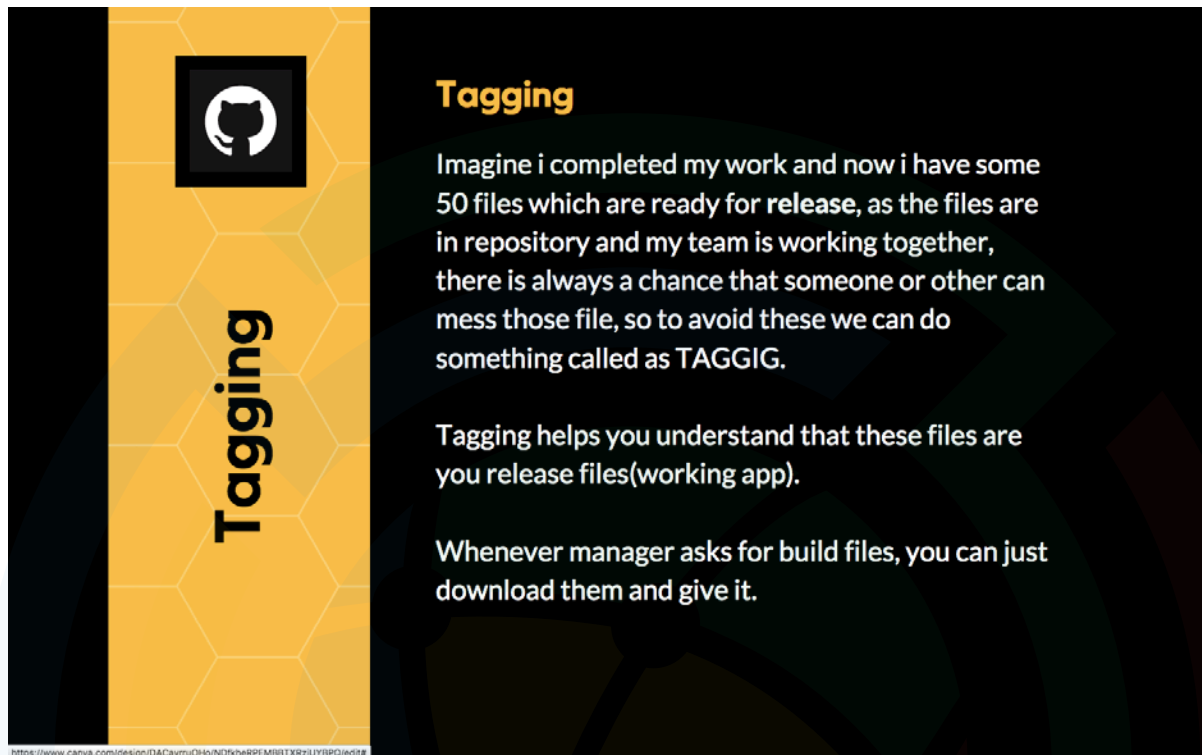 Tagging
Tagging
Imagine i completed my work and now i have some
50 files which are ready for release, as the files are
in repository and my team is working together,
there is always a chance that someone or other can
mess those file, so to avoid these we can do
something called as TAGGIG.
Tagging helps you understand that these files are
you release files(working app).
Whenever manager asks for build files, you can just
download them and give it.